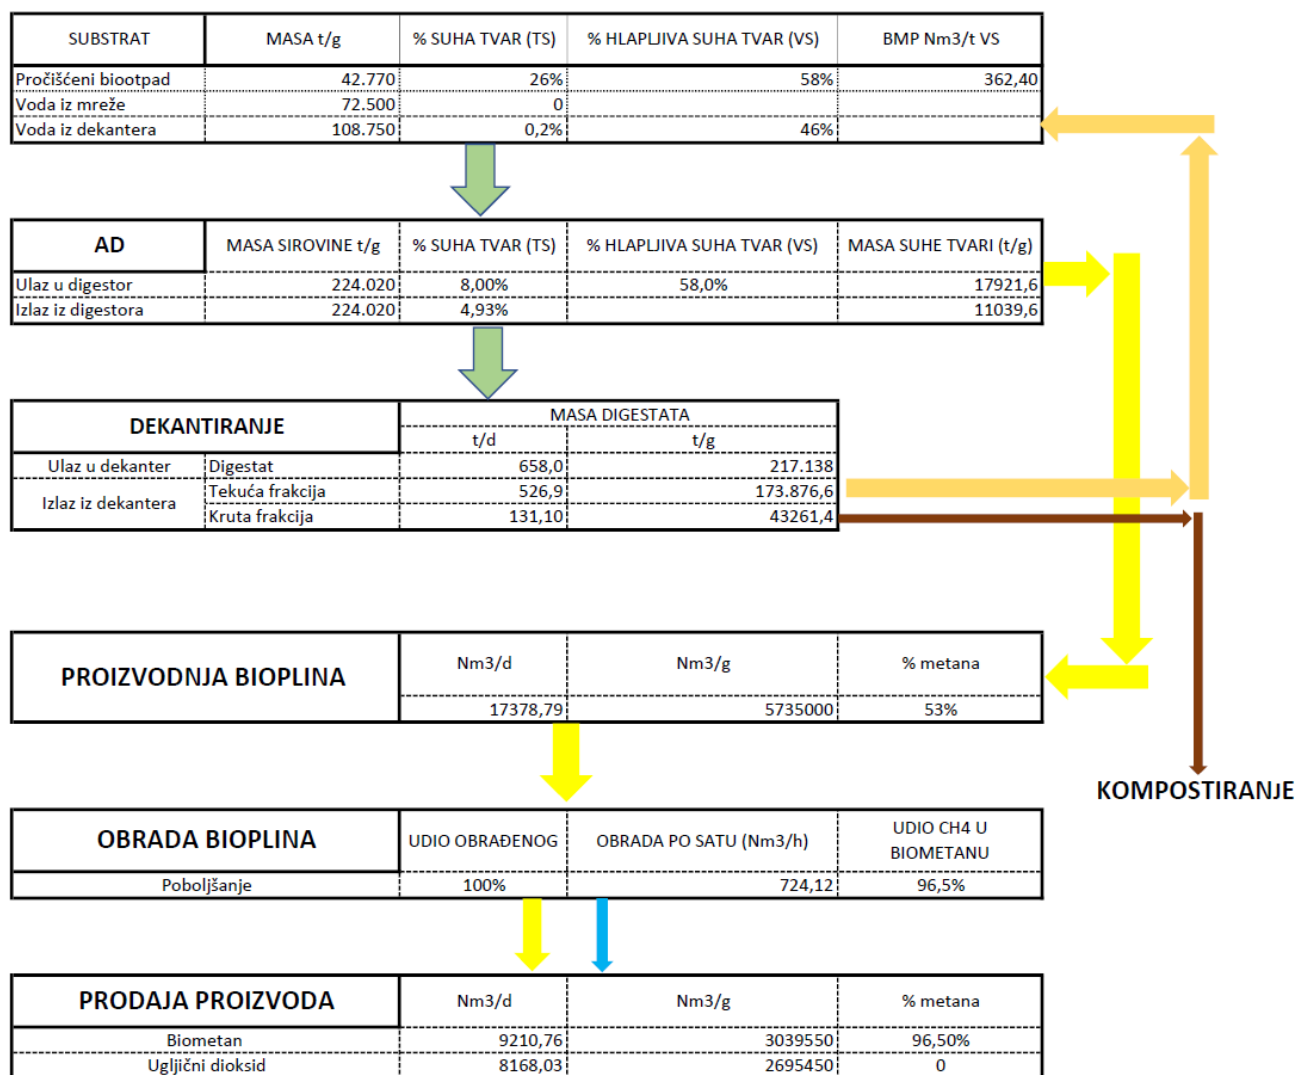 SUBSTRAT MASA t/g % SUHA TVAR (TS) % HLAPLJIVA SUHA TVAR (VS) BMP Nm3/t VS
Pročišćeni biootpad 42.770 26% 58% 362,40
Voda iz mreže 72.500 0
Voda iz dekantera 108.750 0,2% 46%
AD MASA SIROVINE t/g % SUHA TVAR (TS) % HLAPLJIVA SUHA TVAR (VS) MASA SUHE TVARI (t/g)
Ulaz u digestor 224.020 8,00% 58,0% 17921,6
Izlaz iz digestora 224.020 4,93% 11039,6
DEKANTIRANJE MASA DIGESTATA
t/d t/g
Ulaz u dekanter Digestat 658,0 217.138
Izlaz iz dekantera Tekuća frakcija 526,9 173.876,6
Kruta frakcija 131,10 43261,4
PROIZVODNJA BIOPLINA Nm3/d Nm3/g % metana
17378,79 5735000 53%
KOMPOSTIRANJE
OBRADA BIOPLINA UDIO OBRAĐENOG OBRADA PO SATU (Nm3/h) UDIO CH4 U
BIOMETANU
Poboljšanje 100% 724,12 96,5%
PRODAJA PROIZVODA Nm3/d Nm3/g % metana
Biometan 9210,76 3039550 96,50%
Ugljični dioksid 8168,03 2695450 0